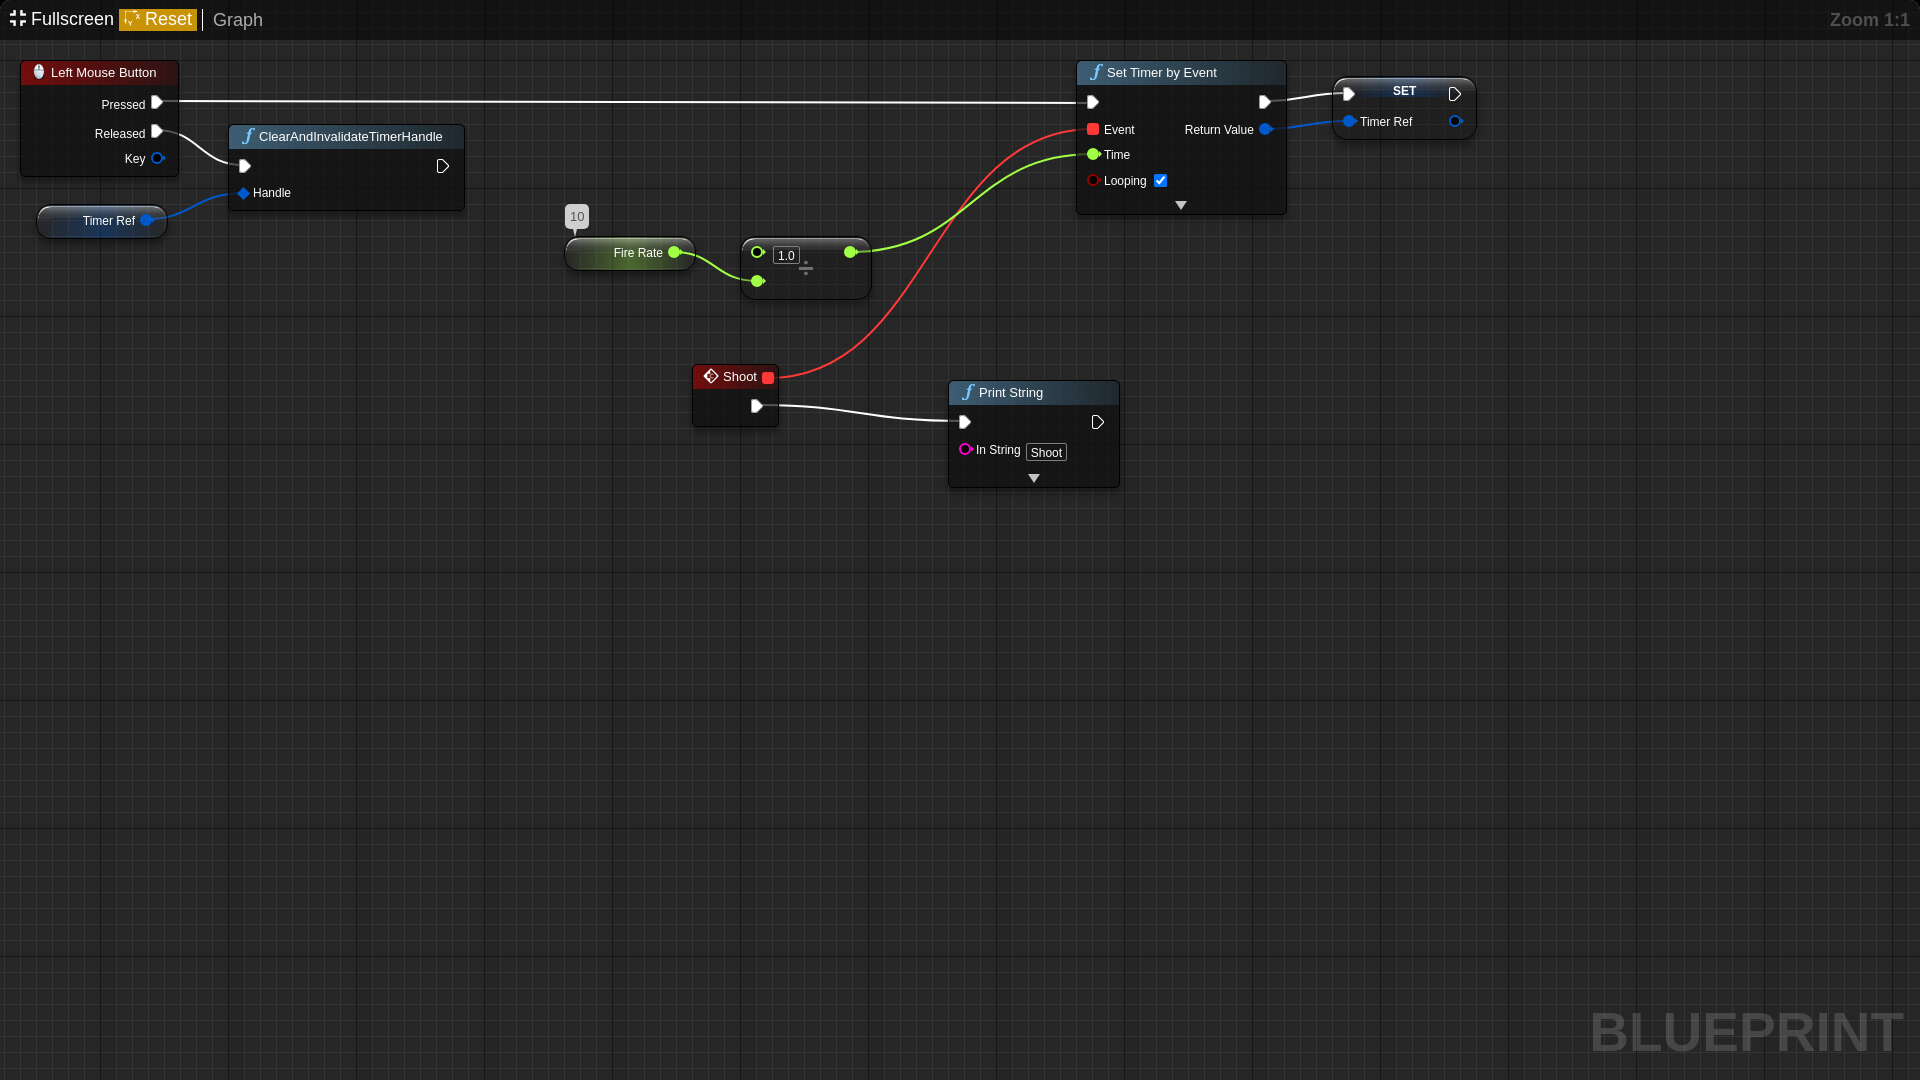 Fullscreen Reset Graph Zoom 1:1
Left Mouse Button
Pressed
Released
Key
ClearAndInvalidateTimerHandle
Handle
Timer Ref
10
Fire Rate
1.0
Set Timer by Event
Event Return Value
Time
Looping
SET
Timer Ref
Shoot
Print String
In String Shoot
BLUEPRINT